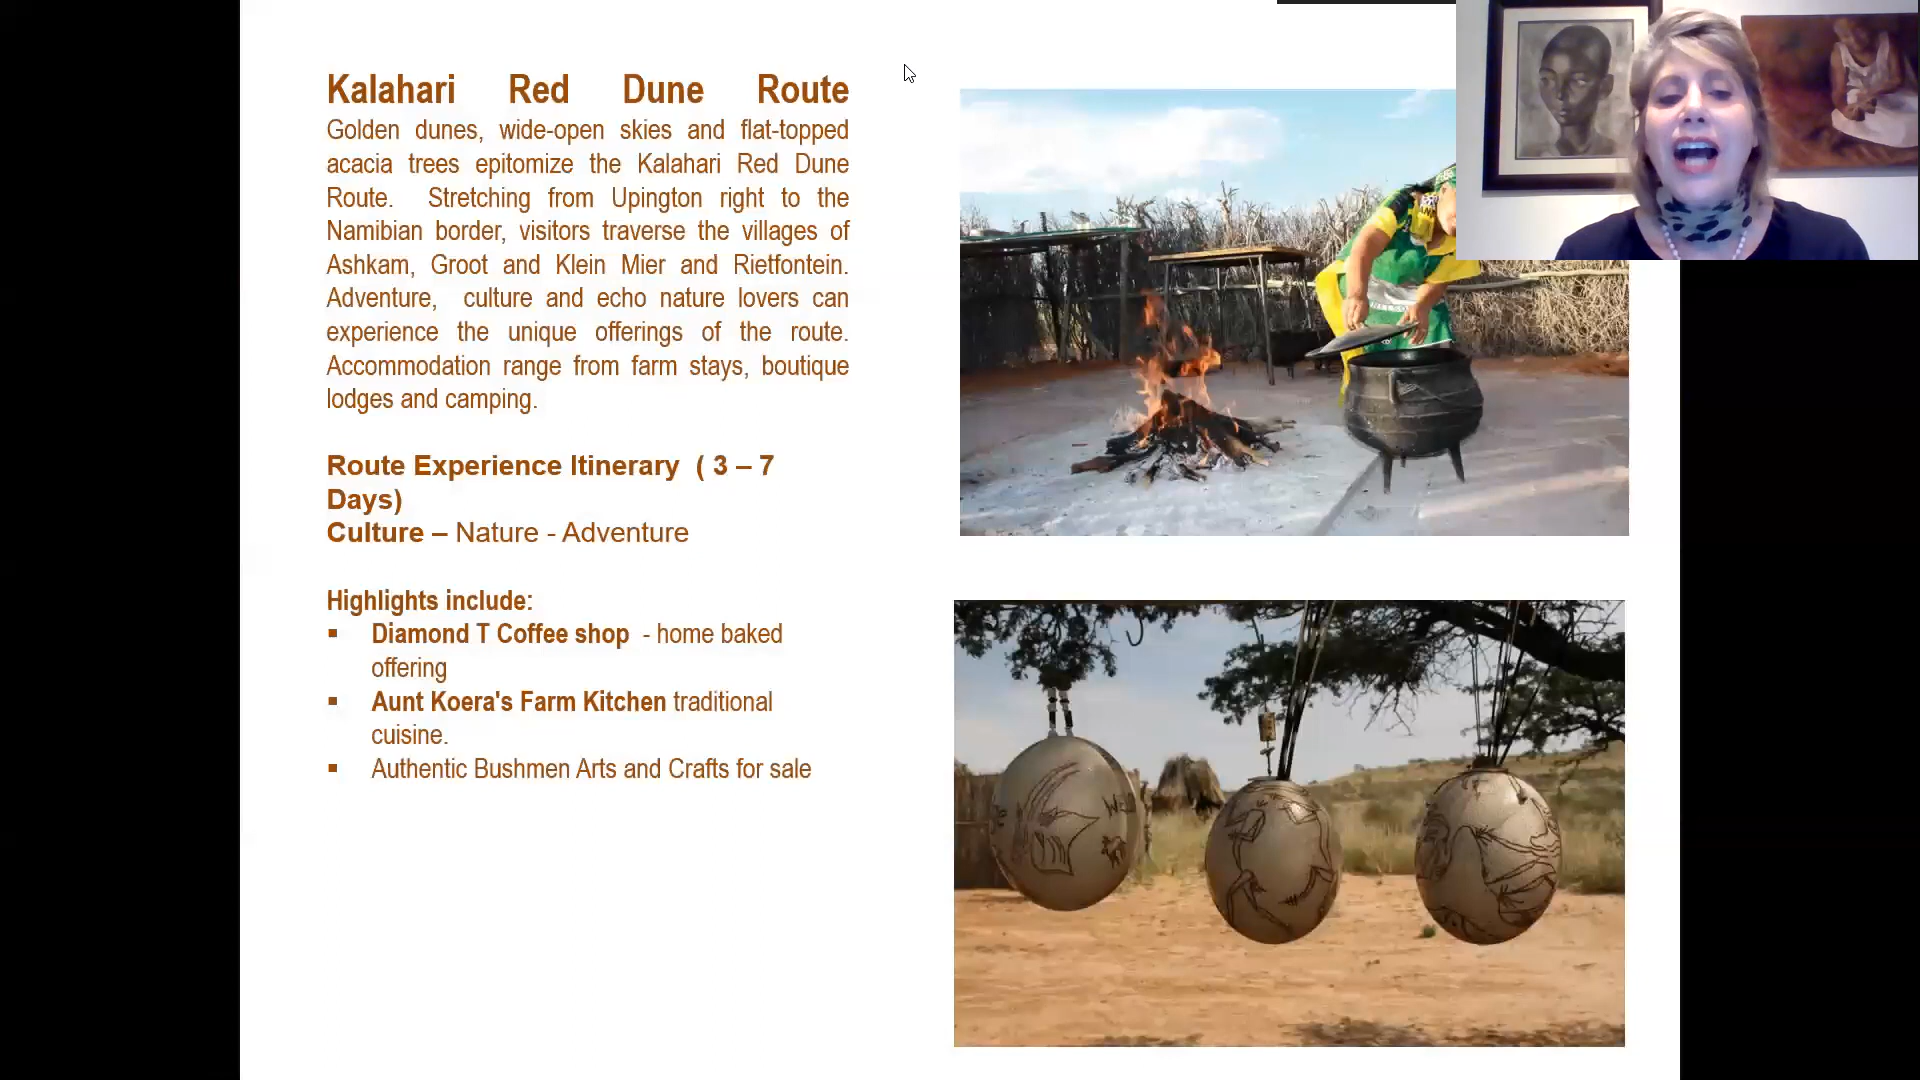 Kalahari Red Dune Route
Golden dunes, wide-open skies and flat-topped
acacia trees epitomize the Kalahari Red Dune
Route. Stretching from Upington right to the
Namibian border, visitors traverse the villages of
Ashkam, Groot and Klein Mier and Rietfontein.
Adventure, culture and echo nature lovers can
experience the unique offerings of the route.
Accommodation range from farm stays, boutique
lodges and camping.
Route Experience Itinerary ( 3 – 7
Days)
Culture – Nature - Adventure
Highlights include:
▪ Diamond T Coffee shop - home baked
offering
▪ Aunt Koera's Farm Kitchen traditional
cuisine.
▪ Authentic Bushmen Arts and Crafts for sale